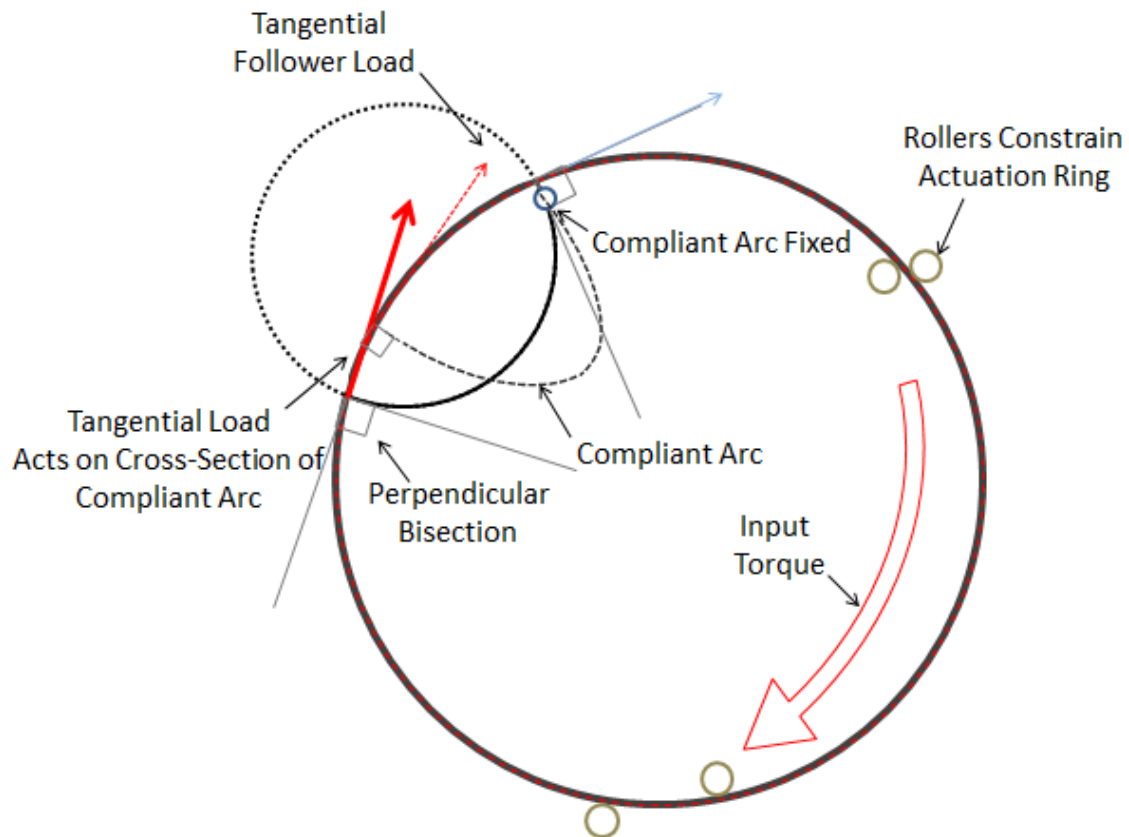 Tangential
Follower Load
Rollers Constrain
Actuation Ring
Compliant Arc Fixed
Tangential Load
Acts on Cross-Section of
Compliant Arc
Perpendicular
Bisection
Compliant Arc
Input
Torque